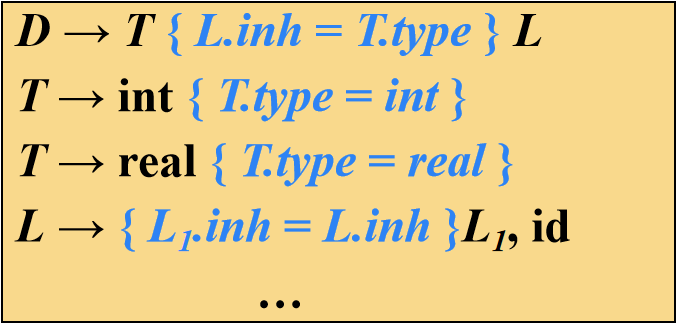 D → T { L.inh = T.type } L
T → int { T.type = int }
T → real { T.type = real }
L → { L₁.inh = L.inh }L₁, id
...